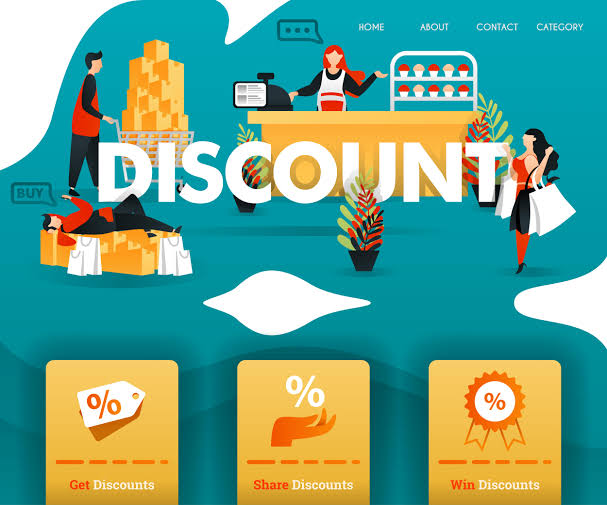 HOME ABOUT CONTACT CATEGORY
DISCOUNT
BUY
%
%
%
Get Discounts
Share Discounts
Win Discounts